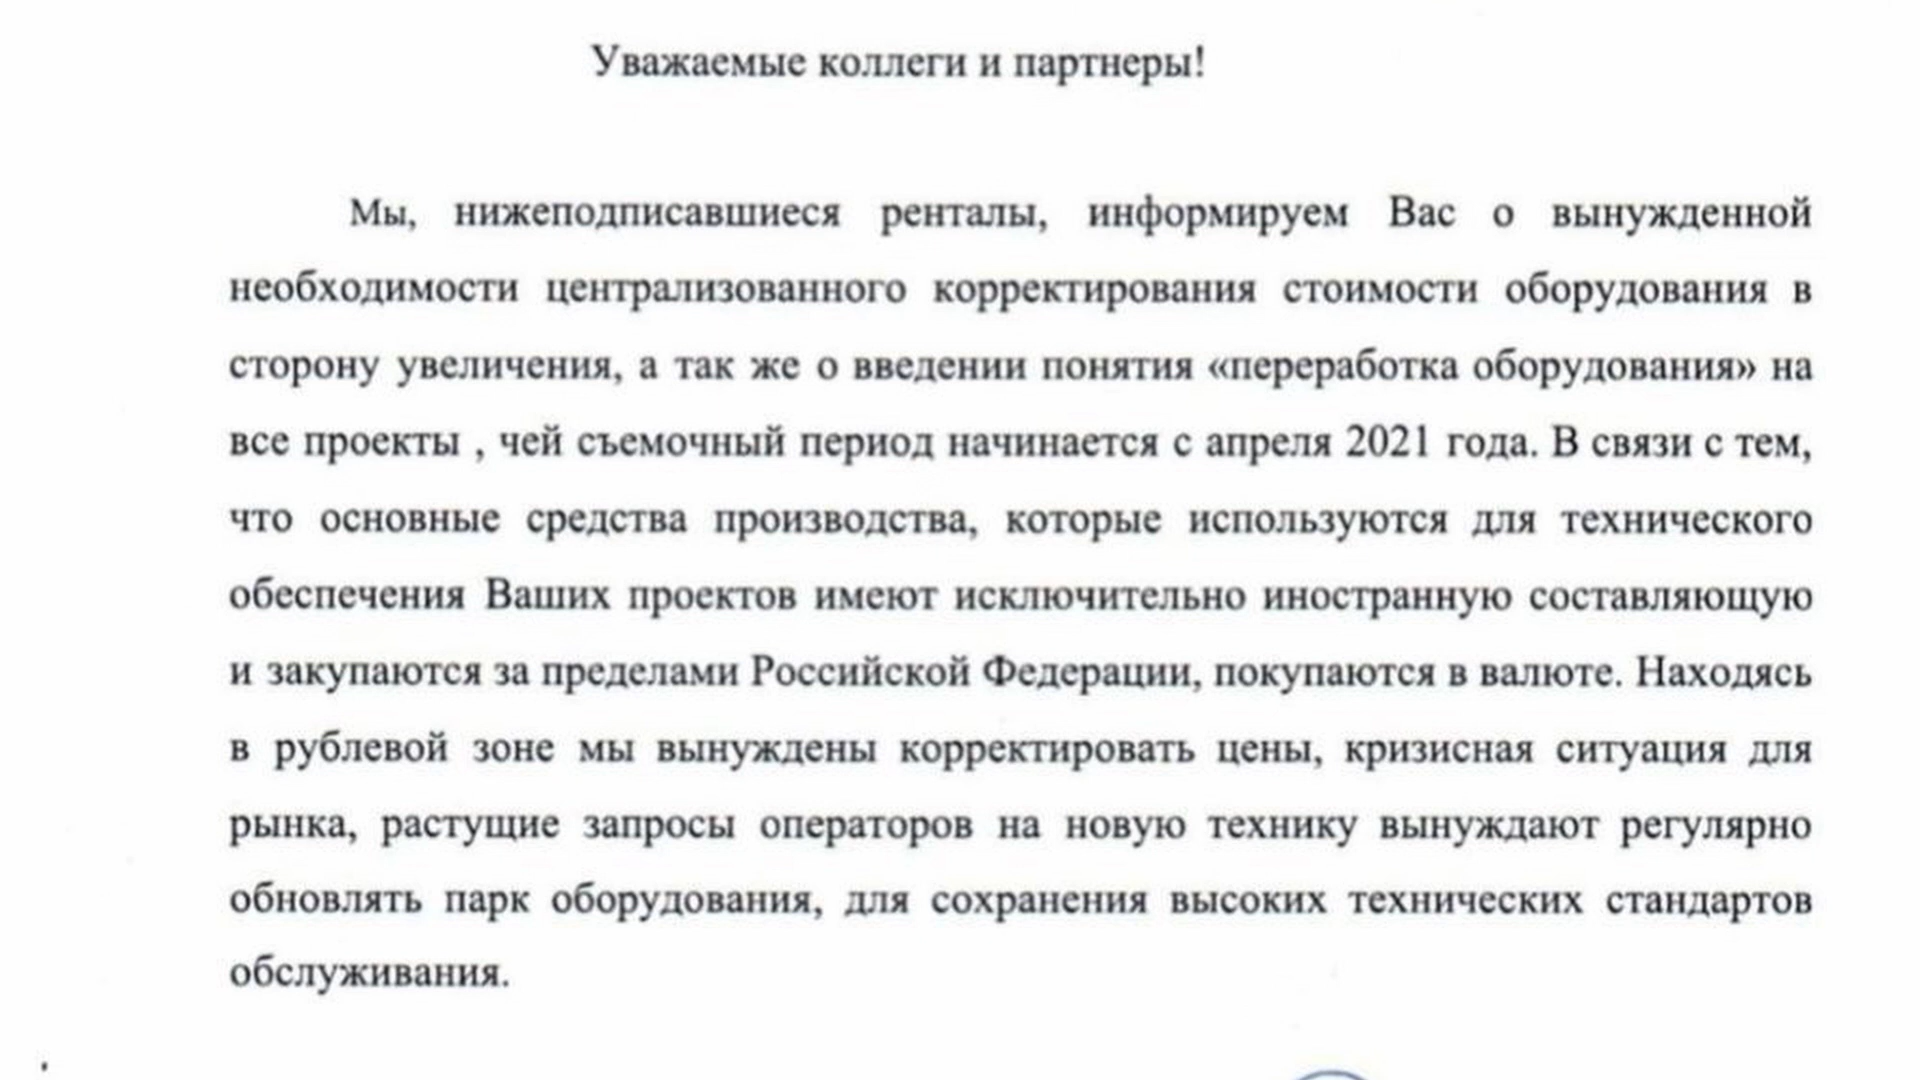 Уважаемые коллеги и партнеры!
Мы, нижеподписавшиеся ренталы, информируем Вас о вынужденной
необходимости централизованного корректирования стоимости оборудования в
сторону увеличения, а так же о введении понятия «переработка оборудования» на
все проекты , чей съемочный период начинается с апреля 2021 года. В связи с тем,
что основные средства производства, которые используются для технического
обеспечения Ваших проектов имеют исключительно иностранную составляющую
и закупаются за пределами Российской Федерации, покупаются в валюте. Находясь
в рублевой зоне мы вынуждены корректировать цены, кризисная ситуация для
рынка, растущие запросы операторов на новую технику вынуждают регулярно
обновлять парк оборудования, для сохранения высоких технических стандартов
обслуживания.